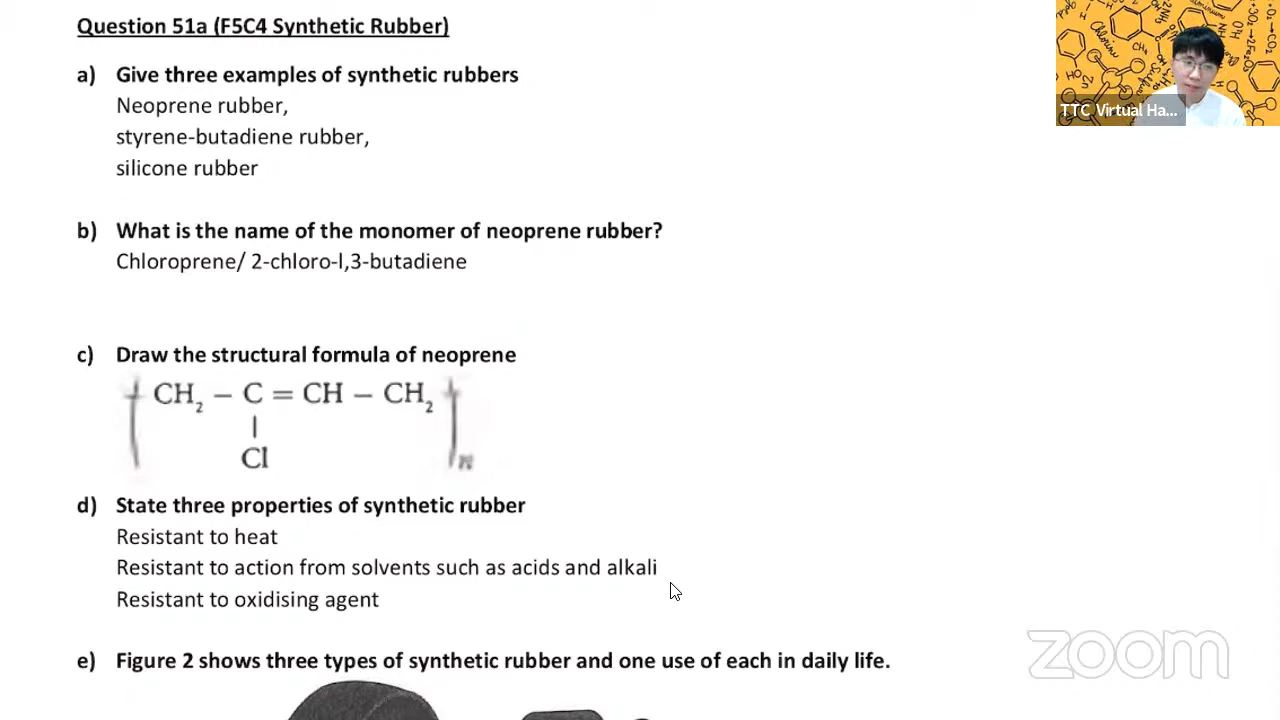 Question 51a (F5C4 Synthetic Rubber)
a) Give three examples of synthetic rubbers
Neoprene rubber,
styrene-butadiene rubber,
silicone rubber
b) What is the name of the monomer of neoprene rubber?
Chloroprene/ 2-chloro-l,3-butadiene
c) Draw the structural formula of neoprene
CH₂ – C = CH – CH₂
|
Cl
n
d) State three properties of synthetic rubber
Resistant to heat
Resistant to action from solvents such as acids and alkali
Resistant to oxidising agent
e) Figure 2 shows three types of synthetic rubber and one use of each in daily life.
TTC Virtual Ha...
zoom